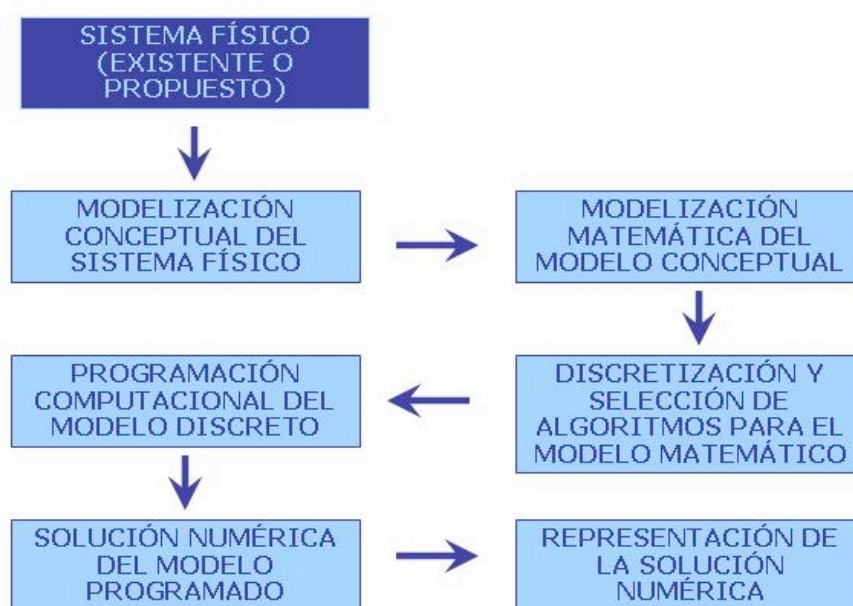 SISTEMA FÍSICO
(EXISTENTE O
PROPUESTO)
MODELIZACIÓN
CONCEPTUAL DEL
SISTEMA FÍSICO
MODELIZACIÓN
MATEMÁTICA DEL
MODELO CONCEPTUAL
DISCRETIZACIÓN Y
SELECCIÓN DE
ALGORITMOS PARA EL
MODELO MATEMÁTICO
PROGRAMACIÓN
COMPUTACIONAL DEL
MODELO DISCRETO
SOLUCIÓN NUMÉRICA
DEL MODELO
PROGRAMADO
REPRESENTACIÓN DE
LA SOLUCIÓN
NUMÉRICA